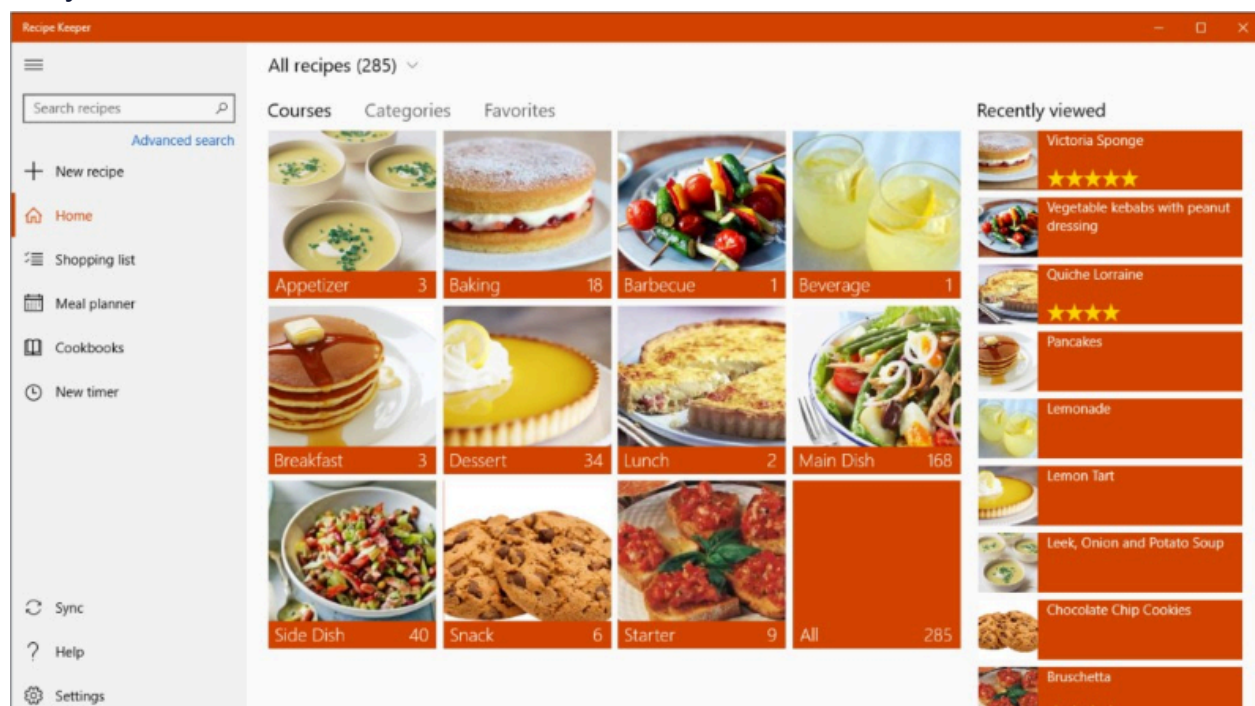 Recipe Keeper
Search recipes
Advanced search
New recipe
Home
Shopping list
Meal planner
Cookbooks
New timer
Sync
Help
Settings
All recipes (285)
Courses Categories Favorites
Appetizer 3
Baking 18
Barbecue 1
Beverage 1
Breakfast 3
Dessert 34
Lunch 2
Main Dish 168
Side Dish 40
Snack 6
Starter 9
All 285
Recently viewed
Victoria Sponge
Vegetable kebabs with peanut
dressing
Quiche Lorraine
Pancakes
Lemonade
Lemon Tart
Leek, Onion and Potato Soup
Chocolate Chip Cookies
Bruschetta